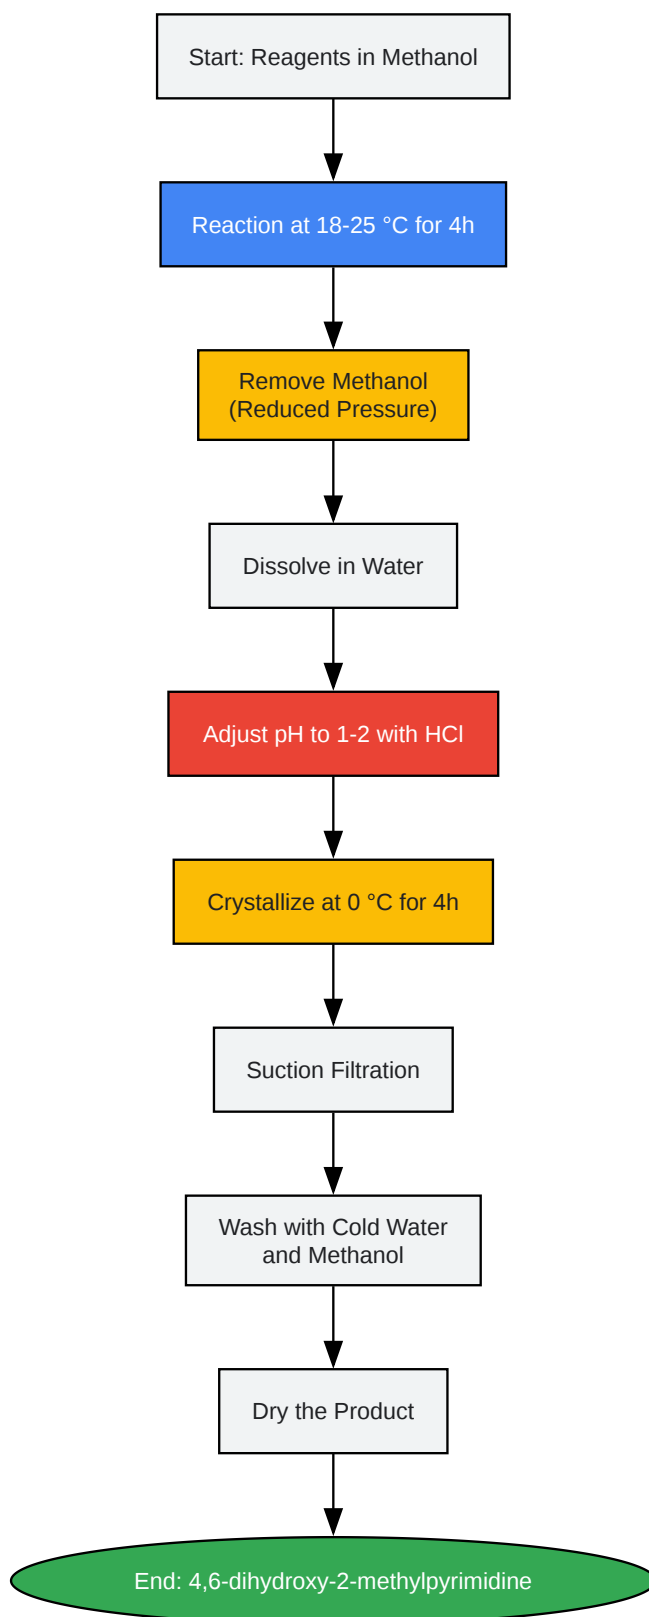 Start: Reagents in Methanol
Reaction at 18-25 °C for 4h
Remove Methanol
(Reduced Pressure)
Dissolve in Water
Adjust pH to 1-2 with HCl
Crystallize at 0 °C for 4h
Suction Filtration
Wash with Cold Water
and Methanol
Dry the Product
End: 4,6-dihydroxy-2-methylpyrimidine